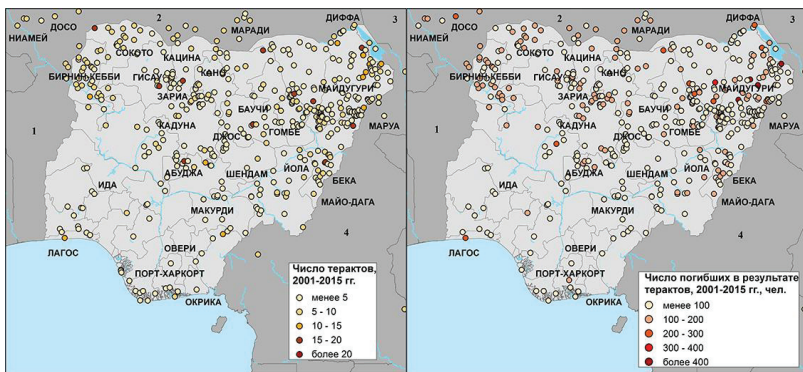 2
3
ДИФФА
ДОСО
НИАМЕЙ
МАРАДИ
СОКОТО
КАЦИНА
БИРНИН-КЕББИ
ГИСАУ
КАНО
МАЙДУГУРИ
ЗАРИА
БАУЧИ
1
КАДУНА
ДЖОС
ГОМБЕ
МАРУА
АБУДЖА
ШЕНДАМ
ЙОЛА
ИДА
БЕКА
МАКУРДИ
МАЙО-ДАГА
4
ЛАГОС
ОВЕРИ
ПОРТ-ХАРКОРТ
ОКРИКА
Число терактов,
2001-2015 гг.
менее 5
5 - 10
10 - 15
15 - 20
более 20
2
3
ДИФФА
ДОСО
НИАМЕЙ
МАРАДИ
СОКОТО
КАЦИНА
БИРНИН-КЕББИ
ГИСАУ
КАНО
МАЙДУГУРИ
ЗАРИА
БАУЧИ
1
КАДУНА
ДЖОС
ГОМБЕ
МАРУА
АБУДЖА
ШЕНДАМ
ЙОЛА
ИДА
БЕКА
МАКУРДИ
МАЙО-ДАГА
4
ЛАГОС
ОВЕРИ
ПОРТ-ХАРКОРТ
ОКРИКА
Число погибших в результате
терактов, 2001-2015 гг., чел.
менее 100
100 - 200
200 - 300
300 - 400
более 400